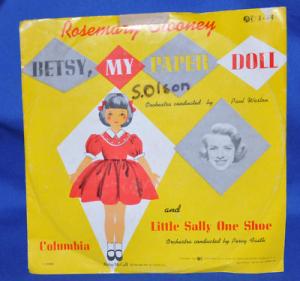 Rosemary Clooney
BETSY, MY PAPER DOLL
S.Olson
Orchestra conducted by Paul Weston
and
Little Sally One Shoe
Orchestra conducted by Percy Faith
Columbia